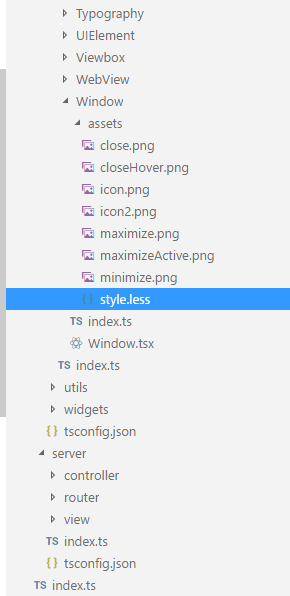 Typography
UIElement
Viewbox
WebView
Window
assets
close.png
closeHover.png
icon.png
icon2.png
maximize.png
maximizeActive.png
minimize.png
{ } style.less
TS index.ts
Window.tsx
TS index.ts
utils
widgets
{ } tsconfig.json
server
controller
router
view
TS index.ts
{ } tsconfig.json
TS index.ts